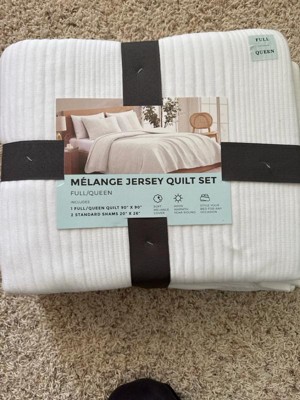 FULL
QUEEN
MÉLANGE JERSEY QUILT SET
FULL/QUEEN
INCLUDES
1 FULL/QUEEN QUILT 90" X 90"
2 STANDARD SHAMS 20" X 26"